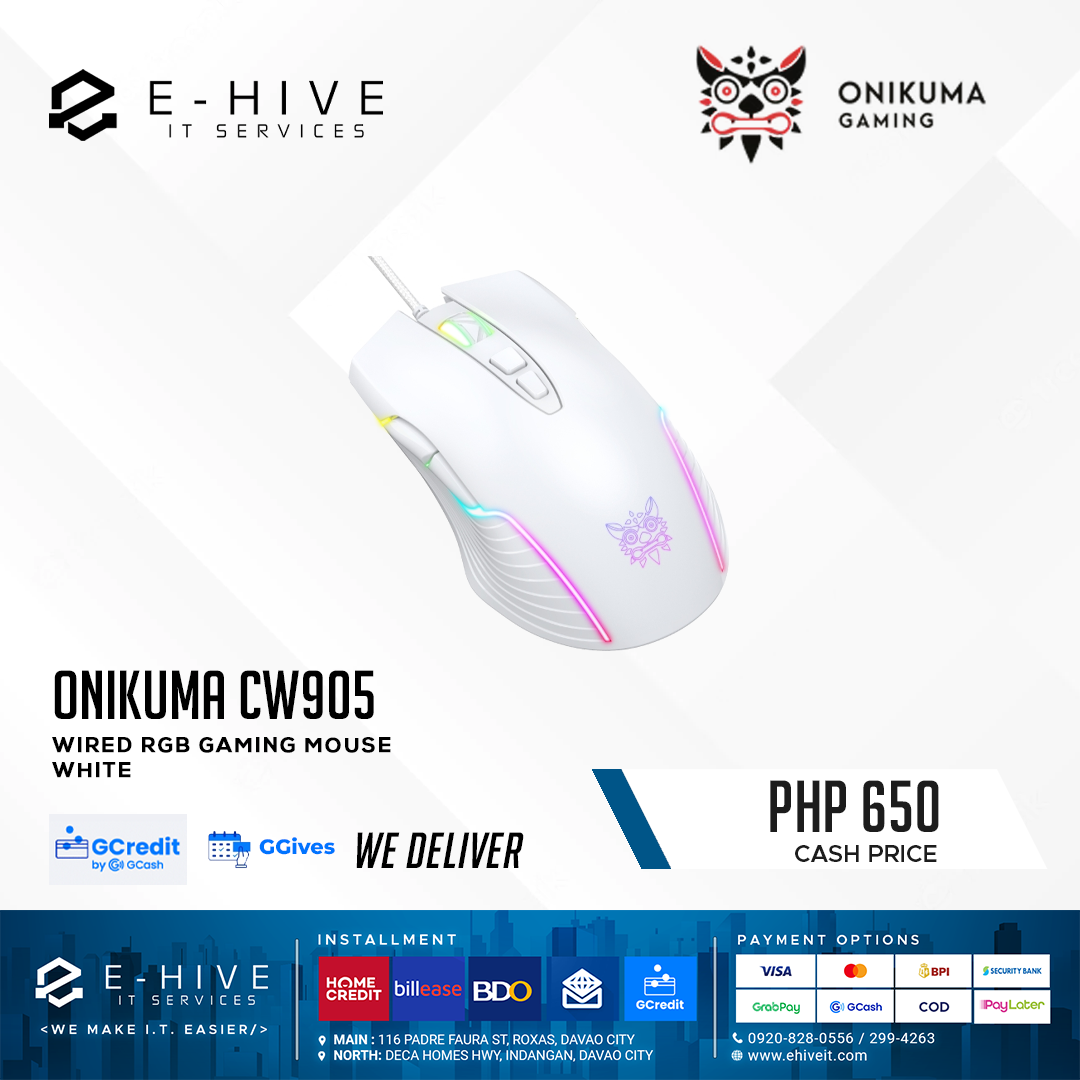 E-HIVE
IT SERVICES
ONIKUMA
GAMING
ONIKUMA CW905
WIRED RGB GAMING MOUSE
WHITE
GCredit
by GCash
GGives
WE DELIVER
PHP 650
CASH PRICE
E-HIVE
IT SERVICES
<WE MAKE I.T. EASIER/>
INSTALLMENT
HOME
CREDIT
billease
BDO
GCredit
MAIN : 116 PADRE FAURA ST, ROXAS, DAVAO CITY
NORTH: DECA HOMES HWY, INDANGAN, DAVAO CITY
PAYMENT OPTIONS
VISA
BPI
SECURITY BANK
GrabPay
GCash
COD
PayLater
0920-828-0556 / 299-4263
www.ehiveit.com